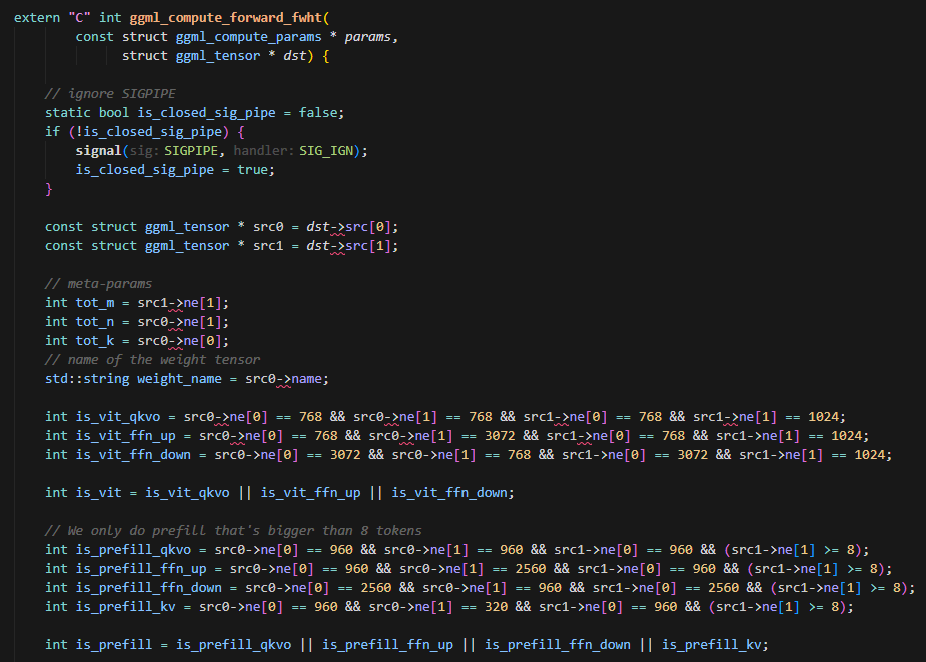 extern "C" int ggml_compute_forward_fwht(
        const struct ggml_compute_params * params,
              struct ggml_tensor * dst) {

    // ignore SIGPIPE
    static bool is_closed_sig_pipe = false;
    if (!is_closed_sig_pipe) {
        signal(sig: SIGPIPE, handler: SIG_IGN);
        is_closed_sig_pipe = true;
    }

    const struct ggml_tensor * src0 = dst->src[0];
    const struct ggml_tensor * src1 = dst->src[1];

    // meta-params
    int tot_m = src1->ne[1];
    int tot_n = src0->ne[1];
    int tot_k = src0->ne[0];
    // name of the weight tensor
    std::string weight_name = src0->name;

    int is_vit_qkvo = src0->ne[0] == 768 && src0->ne[1] == 768 && src1->ne[0] == 768 && src1->ne[1] == 1024;
    int is_vit_ffn_up = src0->ne[0] == 768 && src0->ne[1] == 3072 && src1->ne[0] == 768 && src1->ne[1] == 1024;
    int is_vit_ffn_down = src0->ne[0] == 3072 && src0->ne[1] == 768 && src1->ne[0] == 3072 && src1->ne[1] == 1024;

    int is_vit = is_vit_qkvo || is_vit_ffn_up || is_vit_ffn_down;

    // We only do prefill that's bigger than 8 tokens
    int is_prefill_qkvo = src0->ne[0] == 960 && src0->ne[1] == 960 && src1->ne[0] == 960 && (src1->ne[1] >= 8);
    int is_prefill_ffn_up = src0->ne[0] == 960 && src0->ne[1] == 2560 && src1->ne[0] == 960 && (src1->ne[1] >= 8);
    int is_prefill_ffn_down = src0->ne[0] == 2560 && src0->ne[1] == 960 && src1->ne[0] == 2560 && (src1->ne[1] >= 8);
    int is_prefill_kv = src0->ne[0] == 960 && src0->ne[1] == 320 && src1->ne[0] == 960 && (src1->ne[1] >= 8);

    int is_prefill = is_prefill_qkvo || is_prefill_ffn_up || is_prefill_ffn_down || is_prefill_kv;